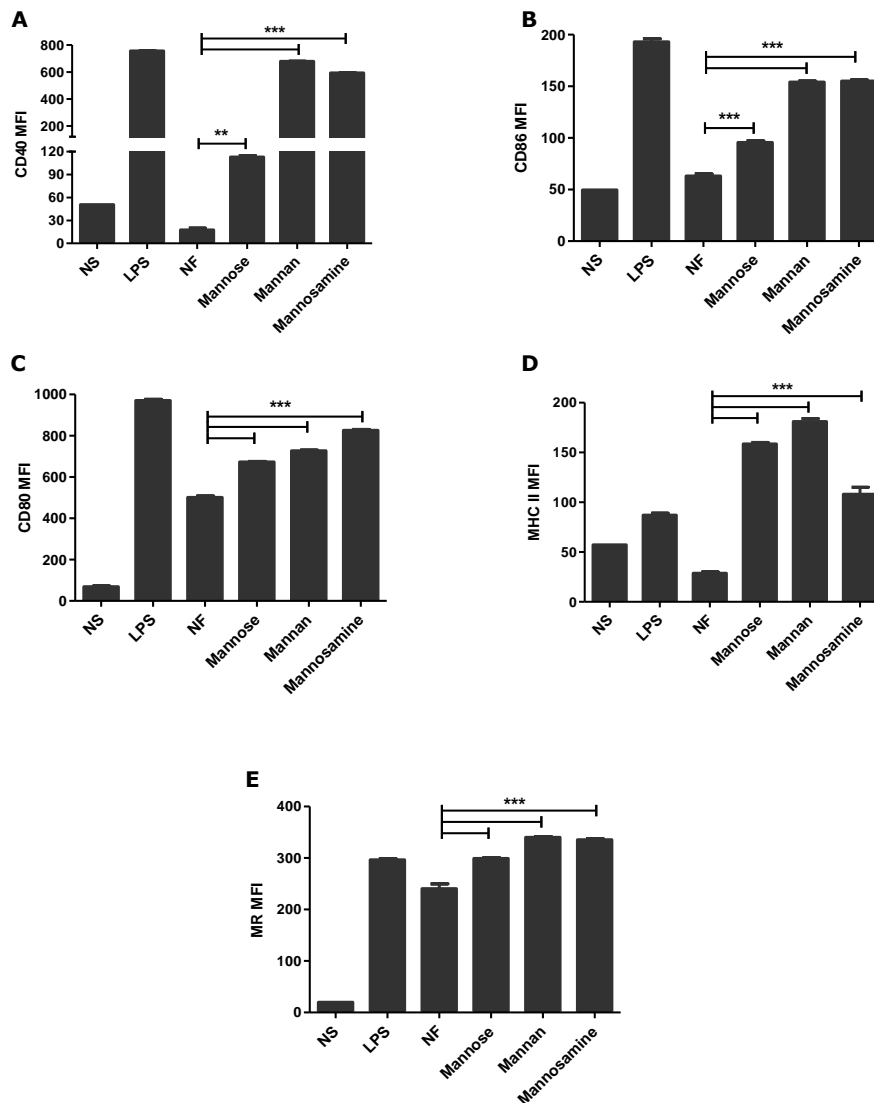 A
CD40 MFI
800
600
400
200
120
90
60
30
0
***
**
NS
LPS
NF
Mannose
Mannan
Mannosamine
B
CD86 MFI
200
150
100
50
0
***
***
NS
LPS
NF
Mannose
Mannan
Mannosamine
C
CD80 MFI
1000
800
600
400
200
0
***
NS
LPS
NF
Mannose
Mannan
Mannosamine
D
MHC II MFI
200
150
100
50
0
***
NS
LPS
NF
Mannose
Mannan
Mannosamine
E
MR MFI
400
300
200
100
0
***
NS
LPS
NF
Mannose
Mannan
Mannosamine